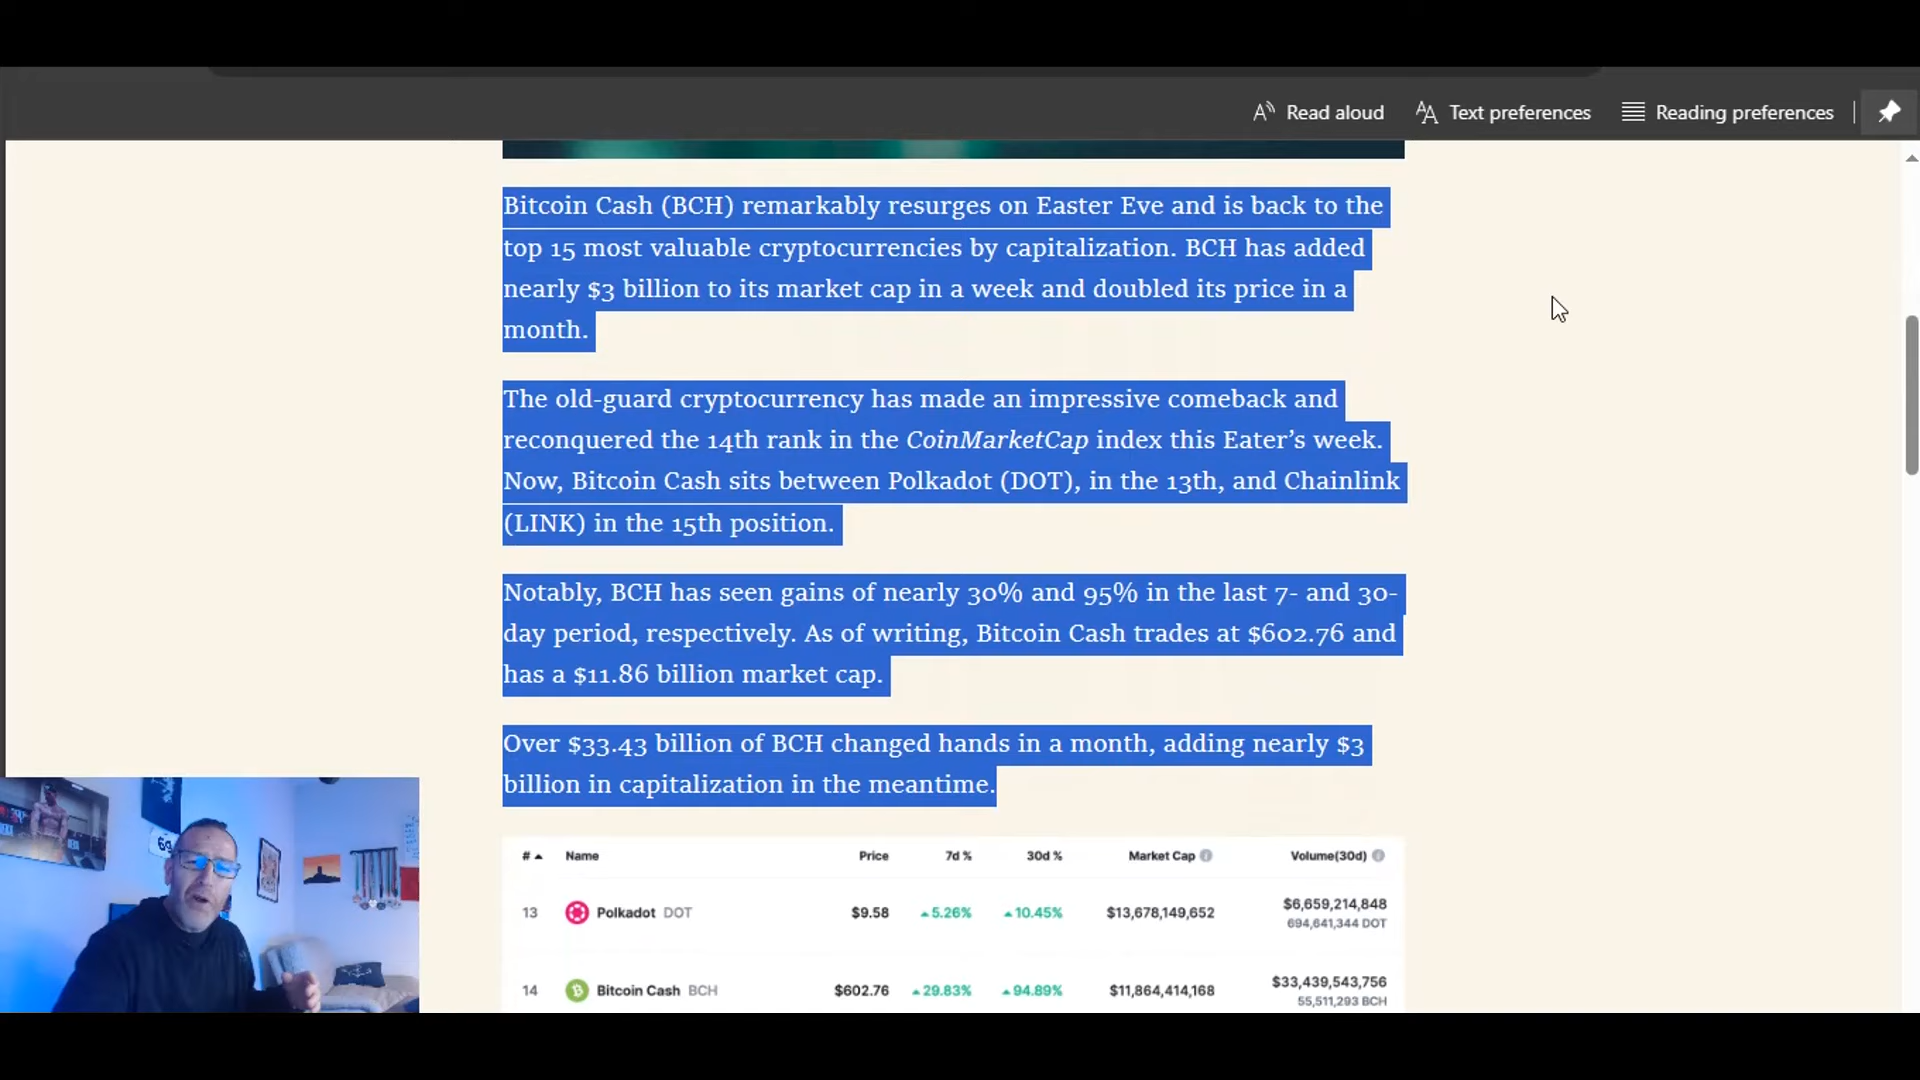 Read aloud
Text preferences
Reading preferences
Bitcoin Cash (BCH) remarkably resurges on Easter Eve and is back to the
top 15 most valuable cryptocurrencies by capitalization. BCH has added
nearly $3 billion to its market cap in a week and doubled its price in a
month.
The old-guard cryptocurrency has made an impressive comeback and
reconquered the 14th rank in the CoinMarketCap index this Eater’s week.
Now, Bitcoin Cash sits between Polkadot (DOT), in the 13th, and Chainlink
(LINK) in the 15th position.
Notably, BCH has seen gains of nearly 30% and 95% in the last 7- and 30-
day period, respectively. As of writing, Bitcoin Cash trades at $602.76 and
has a $11.86 billion market cap.
Over $33.43 billion of BCH changed hands in a month, adding nearly $3
billion in capitalization in the meantime.
# Name Price 7d % 30d % Market Cap Volume(30d)
13 Polkadot DOT $9.58 5.26% 10.45% $13,678,149,652 $6,659,214,848
694,641,344 DOT
14 Bitcoin Cash BCH $602.76 29.83% 94.89% $11,864,414,168 $33,439,543,756
55,511,293 BCH
69